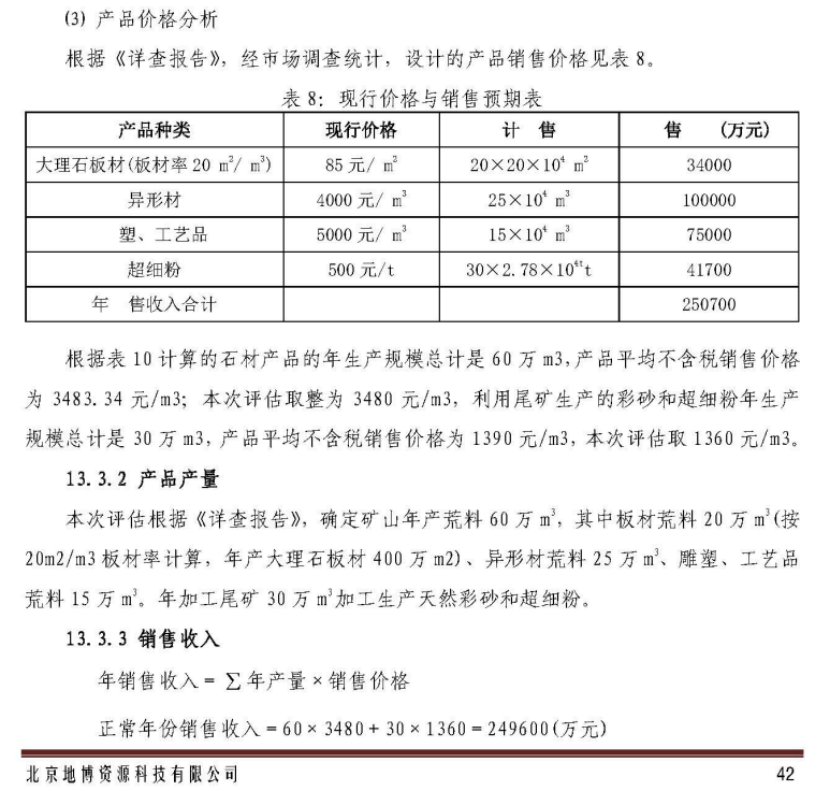 (3) 产品价格分析
根据《详查报告》，经市场调查统计，设计的产品销售价格见表 8。
表 8：现行价格与销售预期表
产品种类 现行价格 计 售 售 (万元)
大理石板材(板材率 20 m²/ m³) 85 元/ m² 20×20×10⁴ m² 34000
异形材 4000 元/ m³ 25×10⁴ m³ 100000
塑、工艺品 5000 元/ m³ 15×10⁴ m³ 75000
超细粉 500 元/t 30×2.78×10⁴ᵗt 41700
年 售收入合计 250700
根据表 10 计算的石材产品的年生产规模总计是 60 万 m3,产品平均不含税销售价格
为 3483.34 元/m3；本次评估取整为 3480 元/m3，利用尾矿生产的彩砂和超细粉年生产
规模总计是 30 万 m3,产品平均不含税销售价格为 1390 元/m3,本次评估取 1360 元/m3。
13.3.2 产品产量
本次评估根据《详查报告》，确定矿山年产荒料 60 万 m³，其中板材荒料 20 万 m³(按
20m2/m3 板材率计算，年产大理石板材 400 万 m2)、异形材荒料 25 万 m³、雕塑、工艺品
荒料 15 万 m³。年加工尾矿 30 万 m³加工生产天然彩砂和超细粉。
13.3.3 销售收入
年销售收入 = ∑ 年产量 × 销售价格
正常年份销售收入 = 60 × 3480 + 30 × 1360 = 249600(万元)
北京地博资源科技有限公司 42